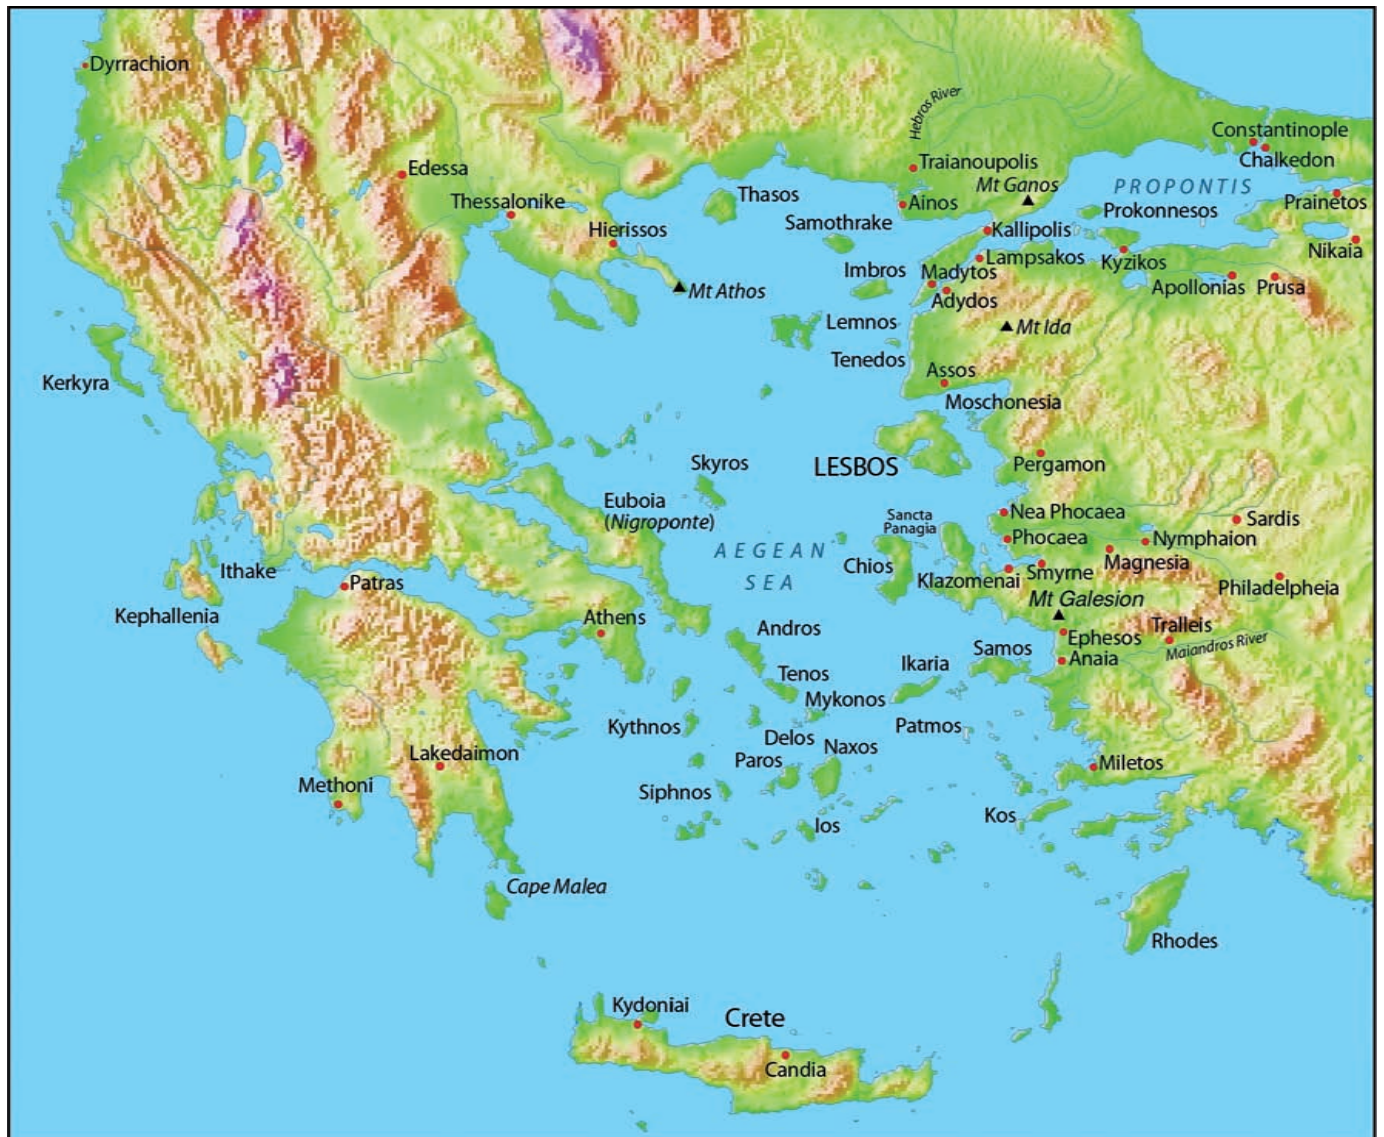 Dyrrachion
Edessa
Thessalonike
Hierissos
Mt Athos
Thasos
Samothrake
Imbros
Lemnos
Tenedos
Hebros River
Traianoupolis
Ainos
Mt Ganos
Kallipolis
Lampsakos
Madytos
Adydos
Constantinople
Chalkedon
PROPONTIS
Prokonnesos
Prainetos
Kyzikos
Nikaia
Apollonias
Prusa
Mt Ida
Assos
Moschonesia
Kerkyra
LESBOS
Pergamon
Skyros
Euboia
(Nigroponte)
AEGEAN
SEA
Sancta
Panagia
Chios
Nea Phocaea
Phocaea
Klazomenai
Smyrne
Magnesia
Nymphaion
Sardis
Philadelpheia
Mt Galesion
Ephesos
Anaia
Tralleis
Maiandros River
Ithake
Kephallenia
Patras
Athens
Andros
Tenos
Mykonos
Ikaria
Samos
Kythnos
Delos
Naxos
Patmos
Paros
Siphnos
Ios
Kos
Miletos
Lakedaimon
Methoni
Cape Malea
Rhodes
Kydoniai
Crete
Candia